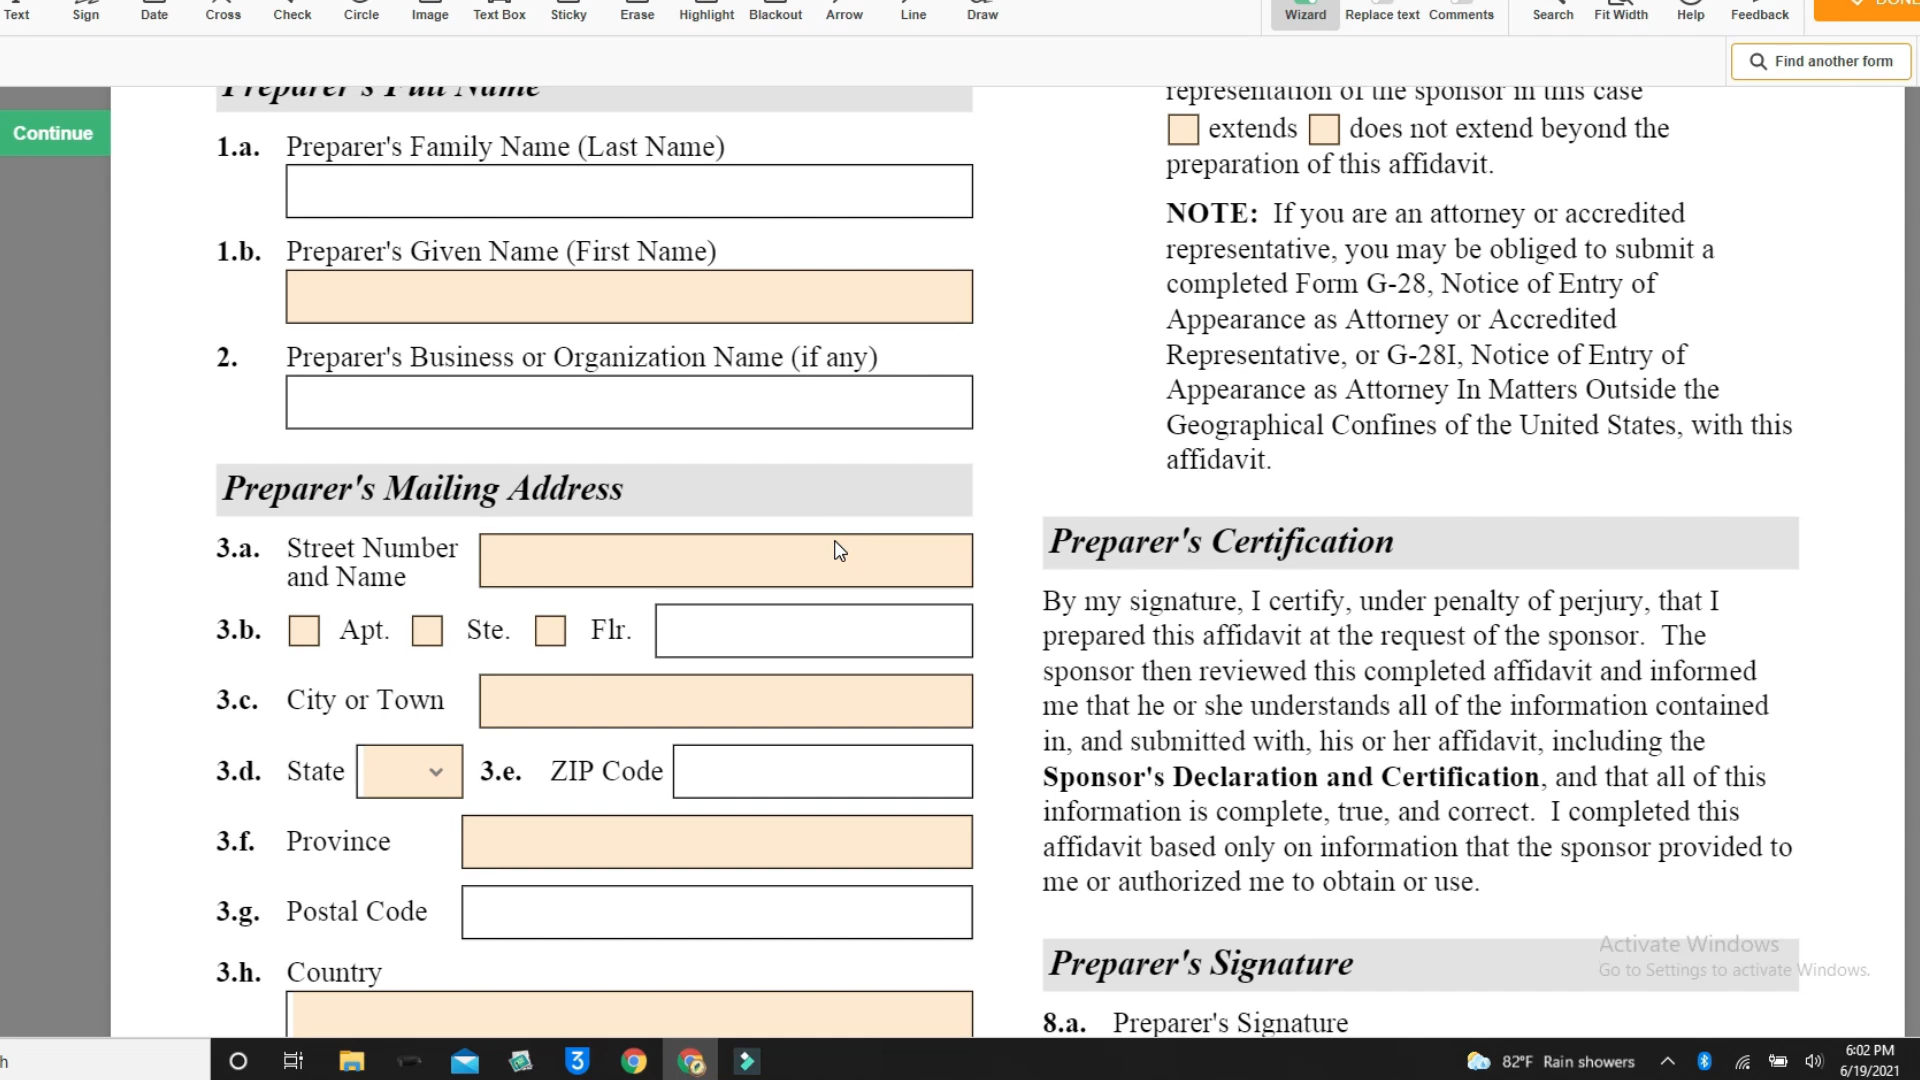 Text Sign Date Cross Check Circle Image Text Box Sticky Erase Highlight Blackout Arrow Line Draw Wizard Replace text Comments Search Fit Width Help Feedback DONE
Find another form
Continue
Preparer's Full Name
1.a. Preparer's Family Name (Last Name)
1.b. Preparer's Given Name (First Name)
2. Preparer's Business or Organization Name (if any)
Preparer's Mailing Address
3.a. Street Number
and Name
3.b. Apt. Ste. Flr.
3.c. City or Town
3.d. State 3.e. ZIP Code
3.f. Province
3.g. Postal Code
3.h. Country
representation of the sponsor in this case
extends does not extend beyond the
preparation of this affidavit.
NOTE: If you are an attorney or accredited
representative, you may be obliged to submit a
completed Form G-28, Notice of Entry of
Appearance as Attorney or Accredited
Representative, or G-28I, Notice of Entry of
Appearance as Attorney In Matters Outside the
Geographical Confines of the United States, with this
affidavit.
Preparer's Certification
By my signature, I certify, under penalty of perjury, that I
prepared this affidavit at the request of the sponsor. The
sponsor then reviewed this completed affidavit and informed
me that he or she understands all of the information contained
in, and submitted with, his or her affidavit, including the
Sponsor's Declaration and Certification, and that all of this
information is complete, true, and correct. I completed this
affidavit based only on information that the sponsor provided to
me or authorized me to obtain or use.
Preparer's Signature
8.a. Preparer's Signature
Activate Windows
Go to Settings to activate Windows.
h
3
82°F Rain showers
6:02 PM
6/19/2021